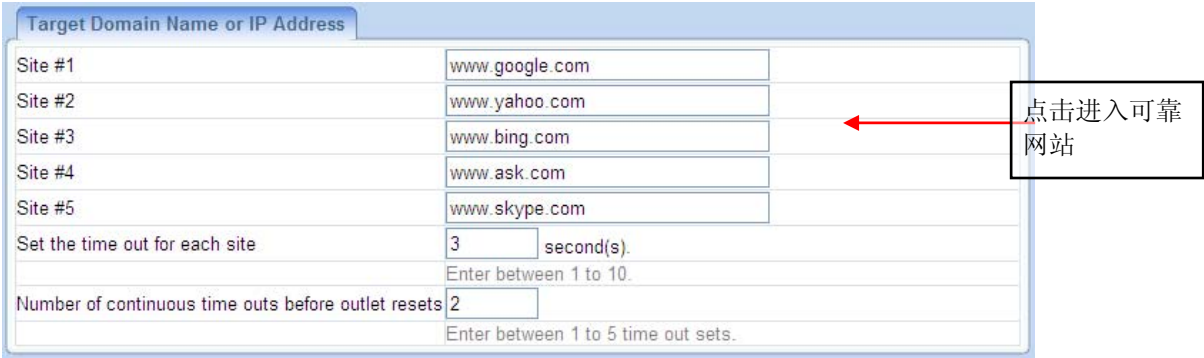 Target Domain Name or IP Address
Site #1 www.google.com
Site #2 www.yahoo.com
Site #3 www.bing.com
Site #4 www.ask.com
Site #5 www.skype.com
Set the time out for each site 3 second(s).
Enter between 1 to 10.
Number of continuous time outs before outlet resets 2
Enter between 1 to 5 time out sets.
点击进入可靠
网站